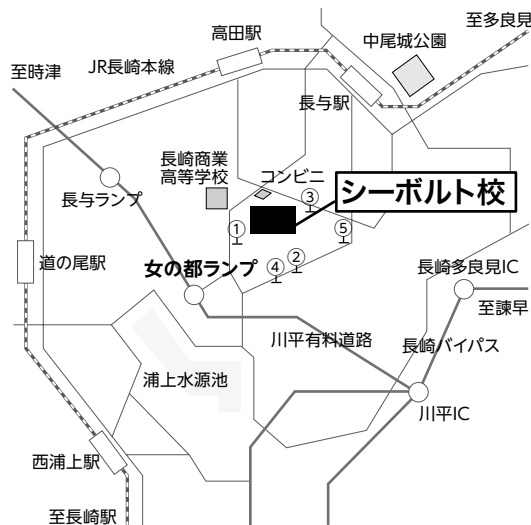 至多良見
高田駅
中尾城公園
JR長崎本線
至時津
長与駅
長崎商業
高等学校
コンビニ
シーボルト校
長与ランプ
③
①
⑤
②
④
道の尾駅
女の都ランプ
長崎多良見IC
至諫早
川平有料道路
長崎バイパス
浦上水源池
川平IC
西浦上駅
至長崎駅